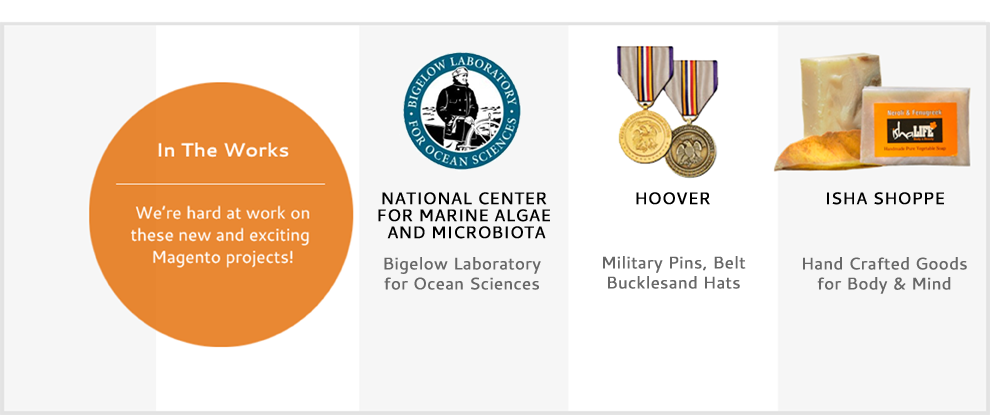 In The Works
We're hard at work on
these new and exciting
Magento projects!
BIGELOW LABORATORY
FOR OCEAN SCIENCES
NATIONAL CENTER
FOR MARINE ALGAE
AND MICROBIOTA
Bigelow Laboratory
for Ocean Sciences
HOOVER
Military Pins, Belt
Bucklesand Hats
Neem & Fenugreek
ishaLIFE
Handmade Pure Vegetable Soap
ISHA SHOPPE
Hand Crafted Goods
for Body & Mind